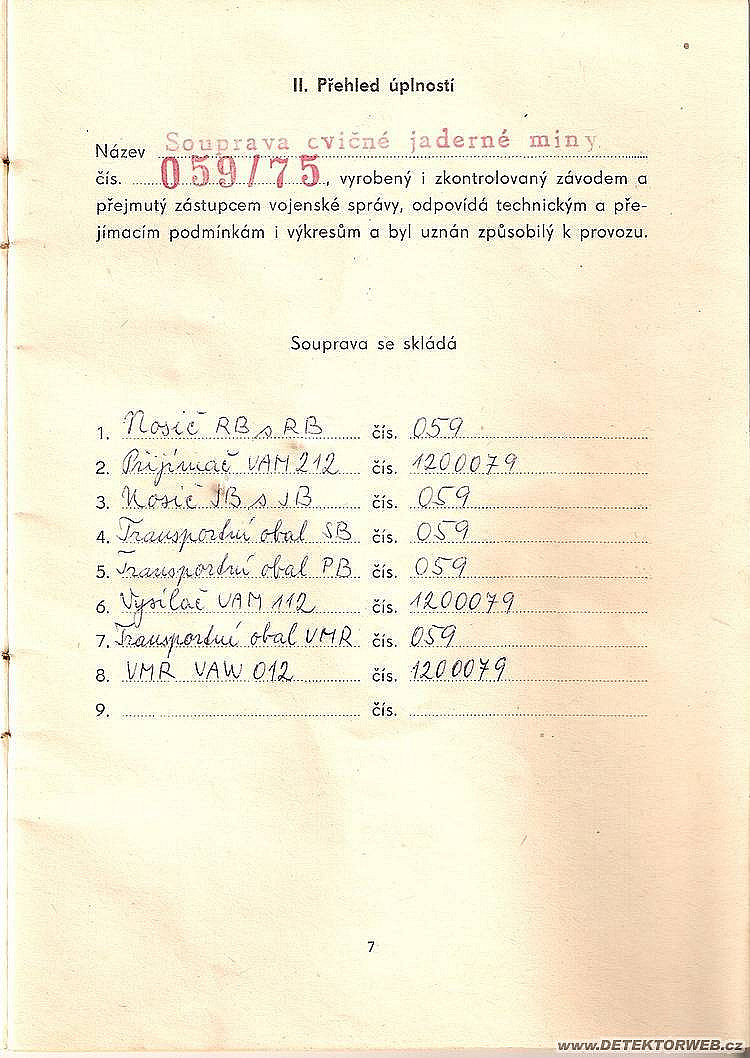 II. Přehled úplností
Název Souprava cvičné jaderné miny.
čís. 059/75, vyrobený i zkontrolovaný závodem a
přejmutý zástupcem vojenské správy, odpovídá technickým a pře-
jímacím podmínkám i výkresům a byl uznán způsobilý k provozu.
Souprava se skládá
1. Nosič RB s RB čís. 059
2. Přijímač VAM 212 čís. 1200079
3. Nosič JB s JB čís. 059
4. Transportní obal SB čís. 059
5. Transportní obal PB čís. 059
6. Vysílač VAM 112 čís. 1200079
7. Transportní obal VMR čís. 059
8. VMR VAW 012 čís. 1200079
9. čís.
7
www.DETEKTORWEB.cz